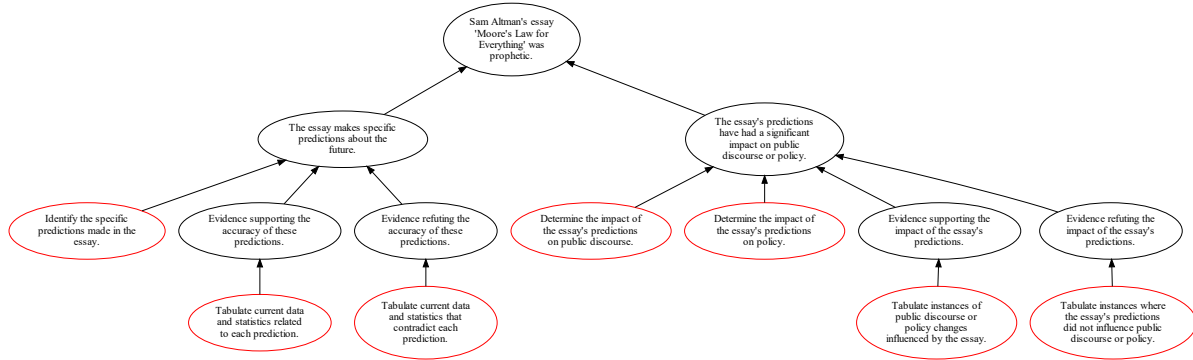 Sam Altman's essay
'Moore's Law for
Everything' was
prophetic.
The essay makes specific
predictions about the
future.
The essay's predictions
have had a significant
impact on public
discourse or policy.
Identify the specific
predictions made in the
essay.
Evidence supporting the
accuracy of these
predictions.
Evidence refuting the
accuracy of these
predictions.
Determine the impact of
the essay's predictions
on public discourse.
Determine the impact of
the essay's predictions
on policy.
Evidence supporting the
impact of the essay's
predictions.
Evidence refuting the
impact of the essay's
predictions.
Tabulate current data
and statistics related
to each prediction.
Tabulate current data
and statistics that
contradict each
prediction.
Tabulate instances of
public discourse or
policy changes
influenced by the essay.
Tabulate instances where
the essay's predictions
did not influence public
discourse or policy.